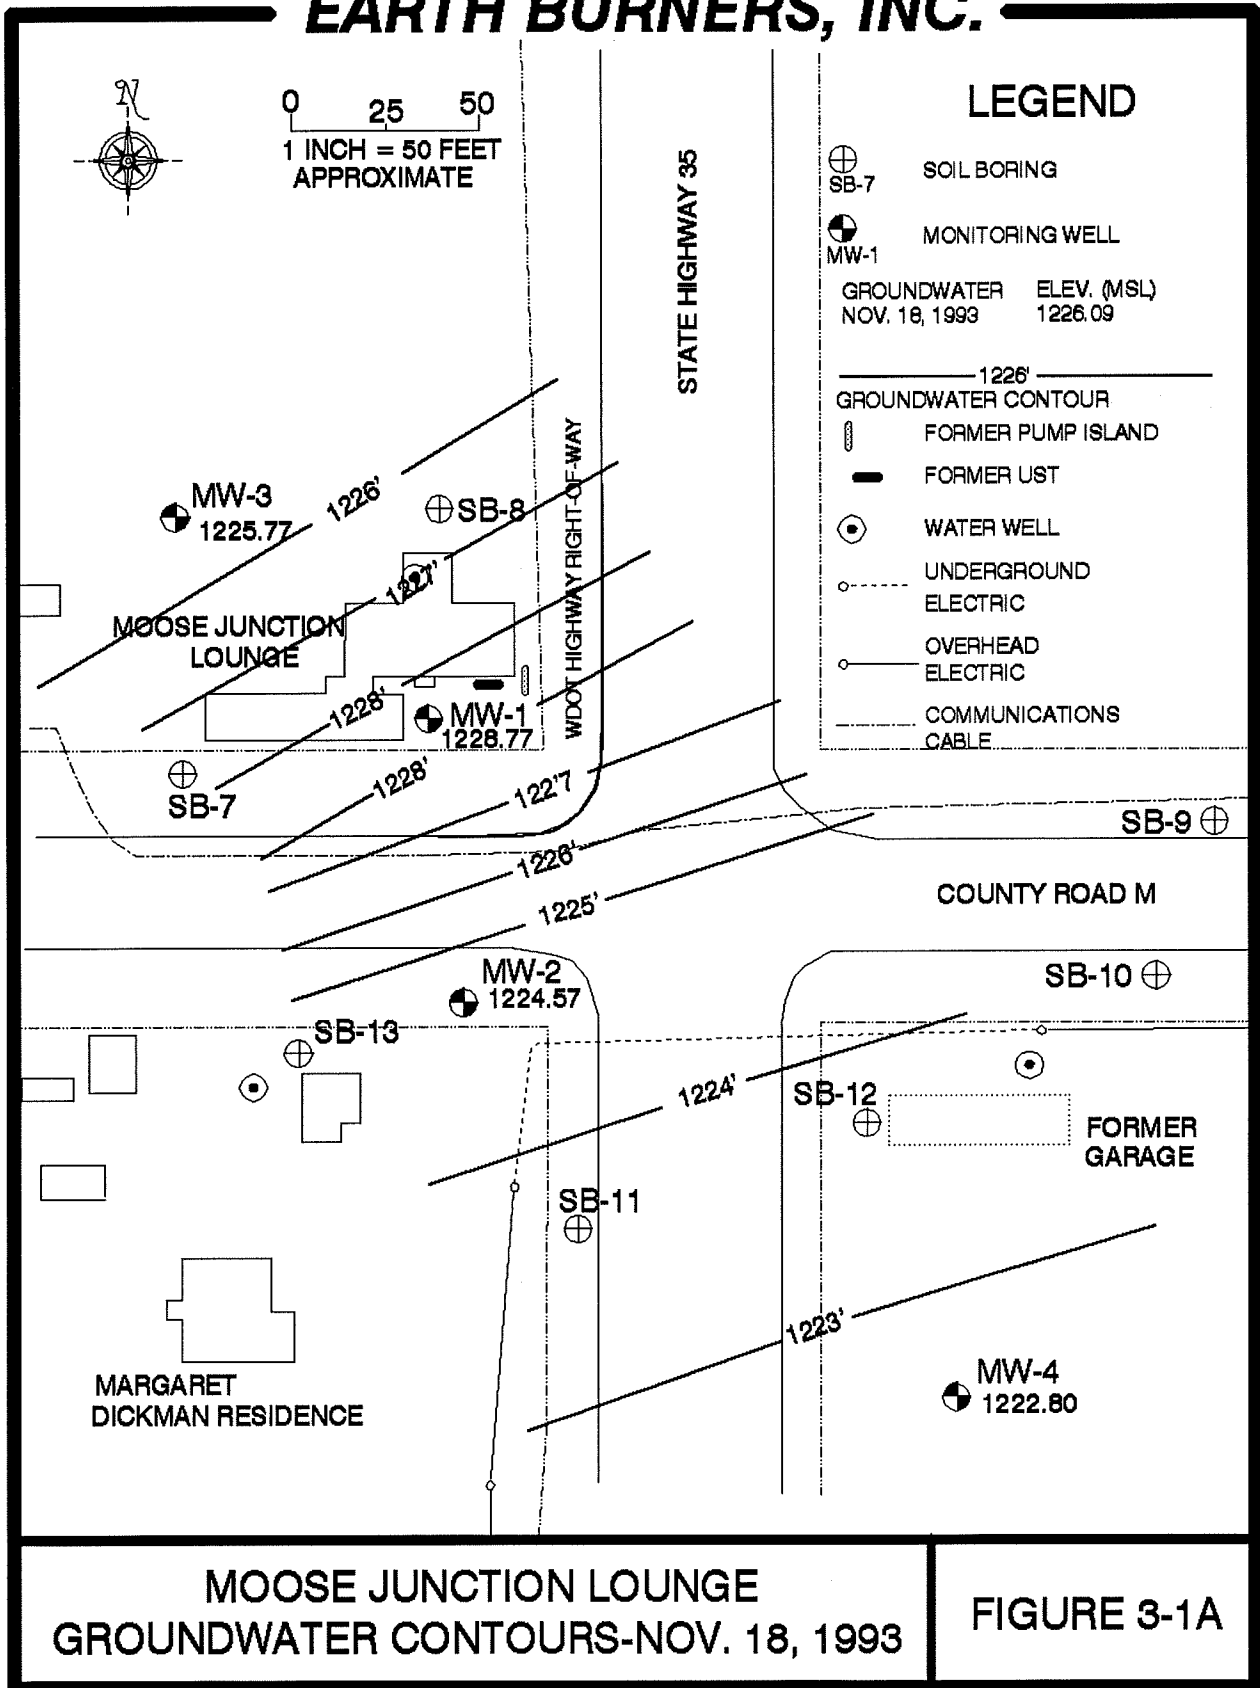 EARTH BURNERS, INC.
N
0 25 50
1 INCH = 50 FEET
APPROXIMATE
STATE HIGHWAY 35
LEGEND
SB-7 SOIL BORING
MW-1 MONITORING WELL
GROUNDWATER ELEV. (MSL)
NOV. 18, 1993 1226.09
1226'
GROUNDWATER CONTOUR
FORMER PUMP ISLAND
FORMER UST
WATER WELL
UNDERGROUND
ELECTRIC
OVERHEAD
ELECTRIC
COMMUNICATIONS
CABLE
WDOT HIGHWAY RIGHT-OF-WAY
MW-3
1225.77
1226'
SB-8
1227'
MOOSE JUNCTION
LOUNGE
1228'
MW-1
1228.77
SB-7
1228'
122'7
1226'
1225'
SB-9
COUNTY ROAD M
MW-2
1224.57
SB-10
SB-13
1224'
SB-12
FORMER
GARAGE
SB-11
1223'
MW-4
1222.80
MARGARET
DICKMAN RESIDENCE
MOOSE JUNCTION LOUNGE
GROUNDWATER CONTOURS-NOV. 18, 1993
FIGURE 3-1A